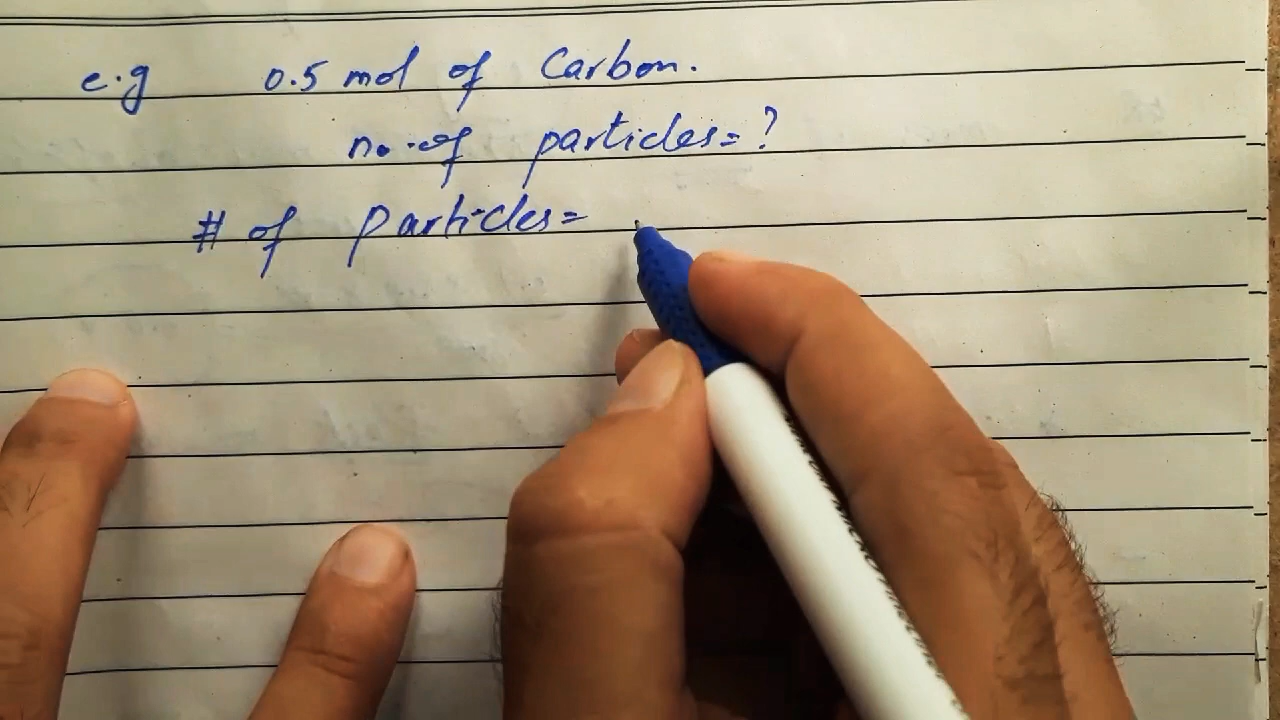 e.g 0.5 mol of Carbon.
no. of particles=?
# of Particles=